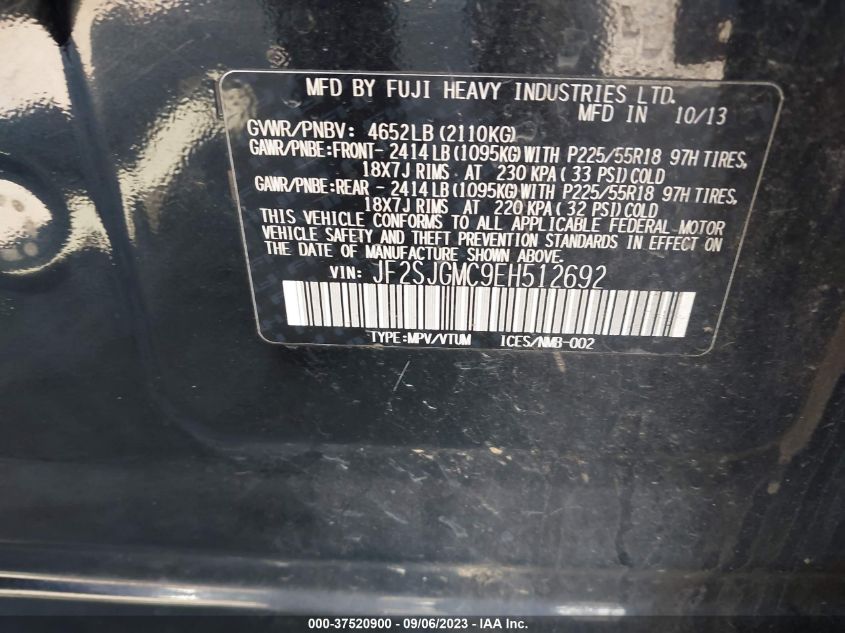 MFD BY FUJI HEAVY INDUSTRIES LTD.
MFD IN 10/13
GVWR/PNBV: 4652LB(2110KG)
GAWR/PNBE:FRONT- 2414LB(1095KG)WITH P225/55R18 97H TIRES,
18X7J RIMS AT 230 KPA( 33 PSI)COLD
GAWR/PNBE:REAR - 2414LB(1095KG)WITH P225/55R18 97H TIRES,
18X7J RIMS AT 220 KPA( 32 PSI)COLD
THIS VEHICLE CONFORMS TO ALL APPLICABLE FEDERAL MOTOR
VEHICLE SAFETY AND THEFT PREVENTION STANDARDS IN EFFECT ON
THE DATE OF MANUFACTURE SHOWN ABOVE.
VIN: JF2SJGMC9EH512692
TYPE:MPV/VTUM ICES/NMB-002
000-37520900 - 09/06/2023 - IAA Inc.